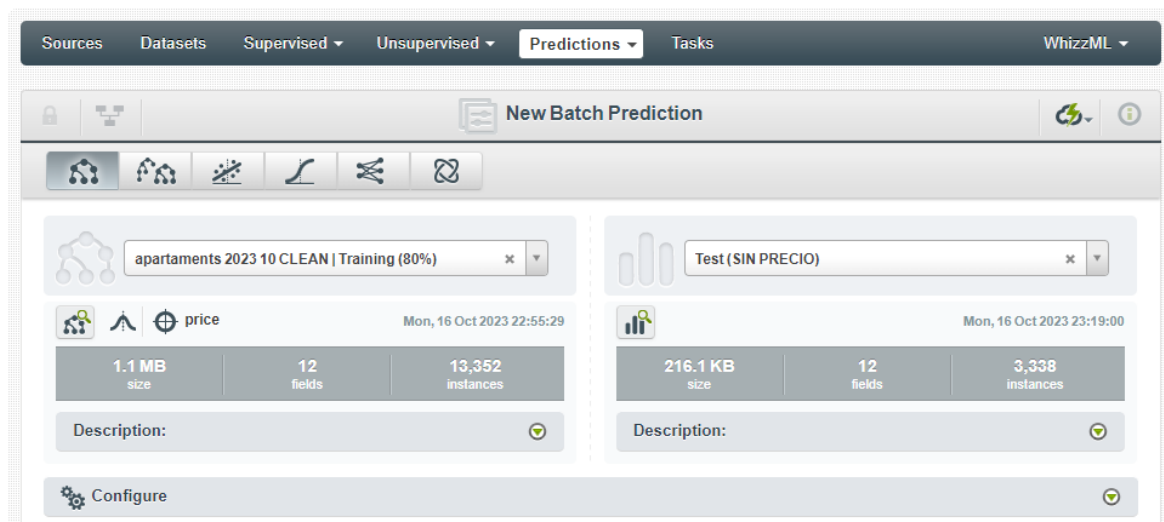 Sources Datasets Supervised Unsupervised Predictions Tasks WhizzML
New Batch Prediction
apartaments 2023 10 CLEAN | Training (80%)
Test (SIN PRECIO)
price Mon, 16 Oct 2023 22:55:29
Mon, 16 Oct 2023 23:19:00
1.1 MB 12 13,352
size fields instances
216.1 KB 12 3,338
size fields instances
Description:
Description:
Configure